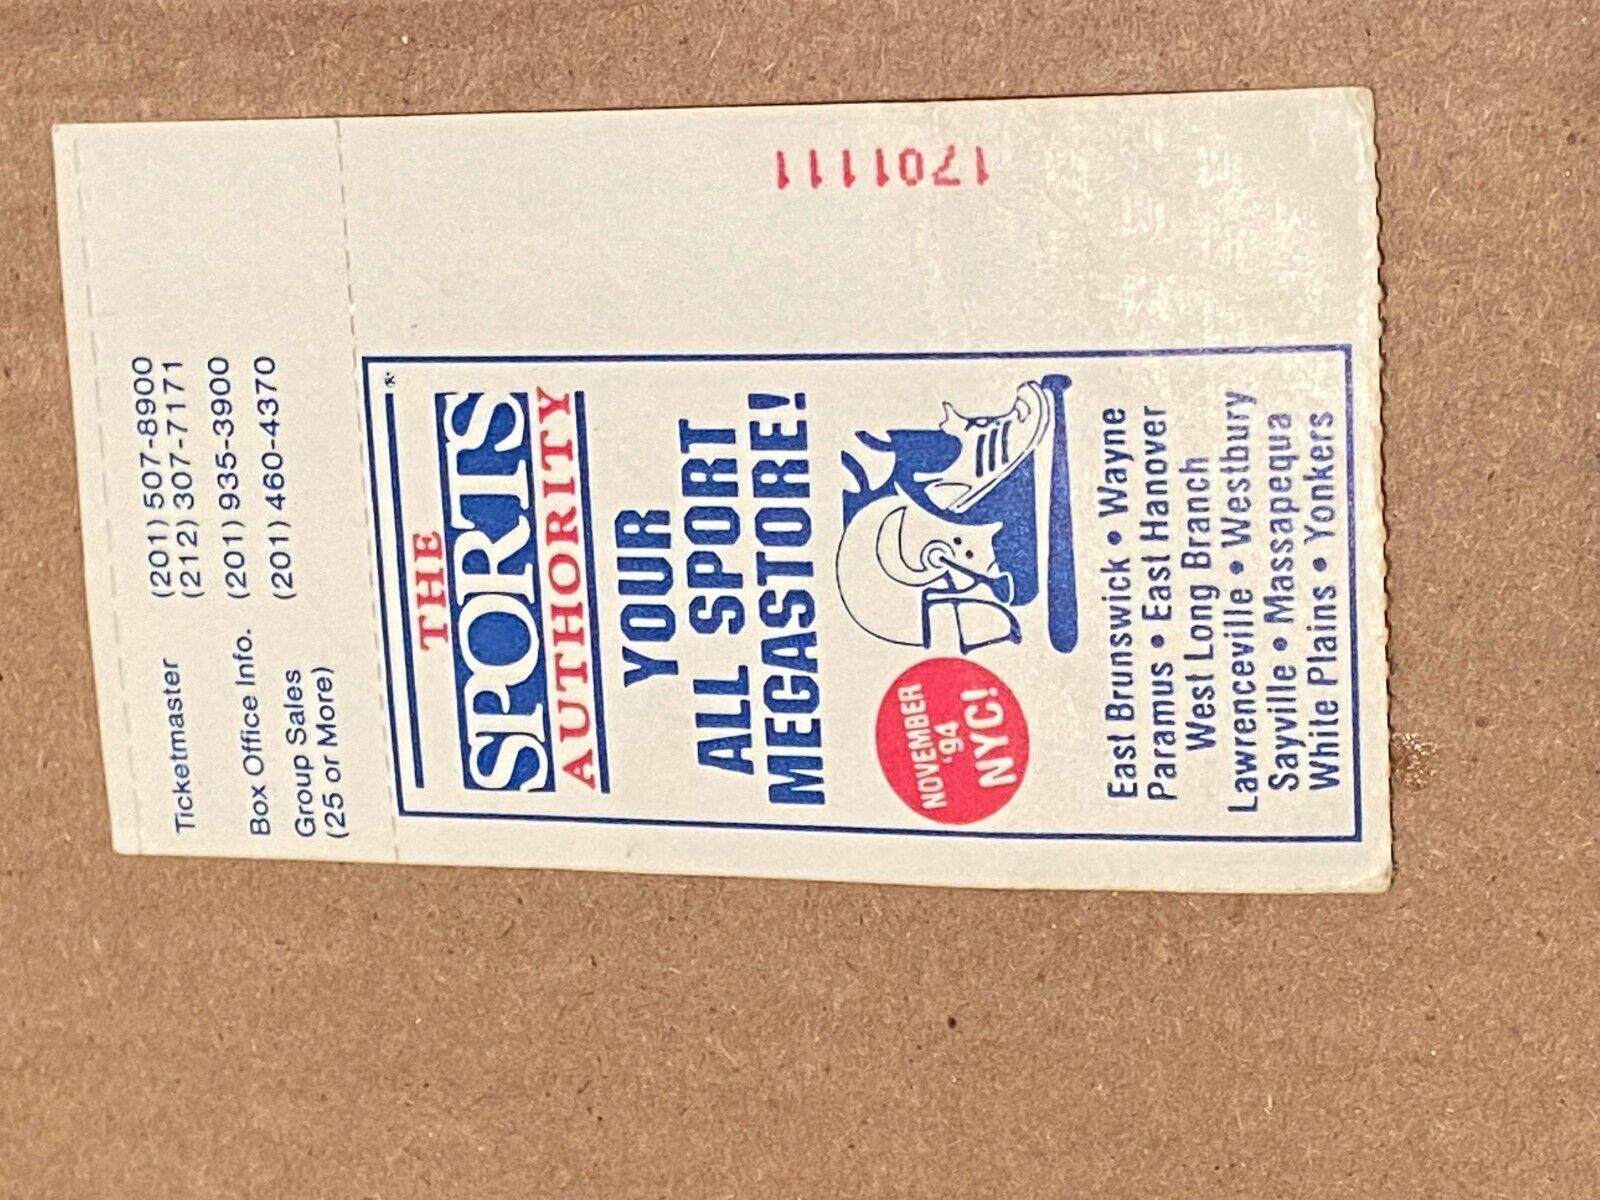 Ticketmaster (201) 507-8900
(212) 307-7171
Box Office Info. (201) 935-3900
Group Sales (201) 460-4370
(25 or More)
THE
SPORTS
AUTHORITY
®
YOUR
ALL SPORT
MEGASTORE!
NOVEMBER
'94
NYC!
East Brunswick • Wayne
Paramus • East Hanover
West Long Branch
Lawrenceville • Westbury
Sayville • Massapequa
White Plains • Yonkers
1701111